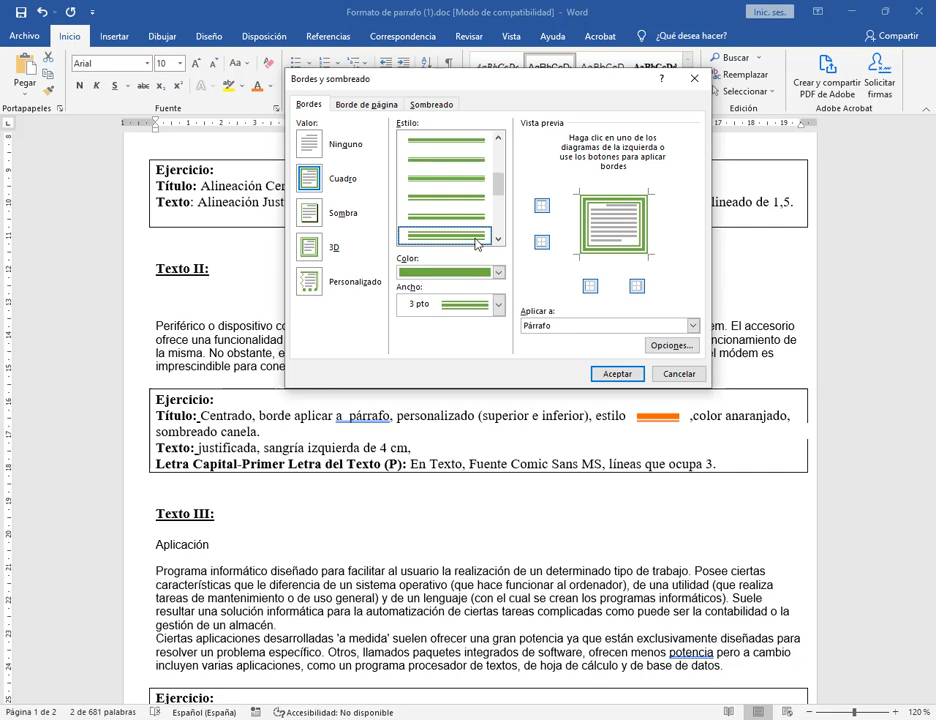 Formato de parrafo (1).doc [Modo de compatibilidad] - Word
Inic. ses.
Archivo Inicio Insertar Dibujar Diseño Disposición Referencias Correspondencia Revisar Vista Ayuda Acrobat ¿Qué desea hacer? Compartir
Pegar
Portapapeles
Arial 10
N K S abc x₂ x²
Fuente
AaBbCcDd AaBbCcD
Buscar
Reemplazar
Seleccionar
Edición
Crear y compartir PDF de Adobe
Solicitar firmas
Adobe Acrobat
Bordes y sombreado
Bordes Borde de página Sombreado
Valor:
Ninguno
Cuadro
Sombra
3D
Personalizado
Estilo:
Color:
Ancho:
3 pto
Vista previa
Haga clic en uno de los
diagramas de la izquierda o
use los botones para aplicar
bordes
Aplicar a:
Párrafo
Opciones...
Aceptar Cancelar
Ejercicio:
Título: Alineación Cen
Texto: Alineación Just
lineado de 1,5.
Texto II:
Periférico o dispositivo co
em. El accesorio
ofrece una funcionalidad
ncionamiento de
la misma. No obstante, e
el módem es
imprescindible para cone
Ejercicio:
Título: Centrado, borde aplicar a párrafo, personalizado (superior e inferior), estilo ,color anaranjado,
sombreado canela.
Texto: justificada, sangría izquierda de 4 cm,
Letra Capital-Primer Letra del Texto (P): En Texto, Fuente Comic Sans MS, líneas que ocupa 3.
Texto III:
Aplicación
Programa informático diseñado para facilitar al usuario la realización de un determinado tipo de trabajo. Posee ciertas
características que le diferencia de un sistema operativo (que hace funcionar al ordenador), de una utilidad (que realiza
tareas de mantenimiento o de uso general) y de un lenguaje (con el cual se crean los programas informáticos). Suele
resultar una solución informática para la automatización de ciertas tareas complicadas como puede ser la contabilidad o la
gestión de un almacén.
Ciertas aplicaciones desarrolladas 'a medida' suelen ofrecer una gran potencia ya que están exclusivamente diseñadas para
resolver un problema específico. Otros, llamados paquetes integrados de software, ofrecen menos potencia pero a cambio
incluyen varias aplicaciones, como un programa procesador de textos, de hoja de cálculo y de base de datos.
Ejercicio:
Página 1 de 2 2 de 681 palabras Español (España) Accesibilidad: No disponible 120 %